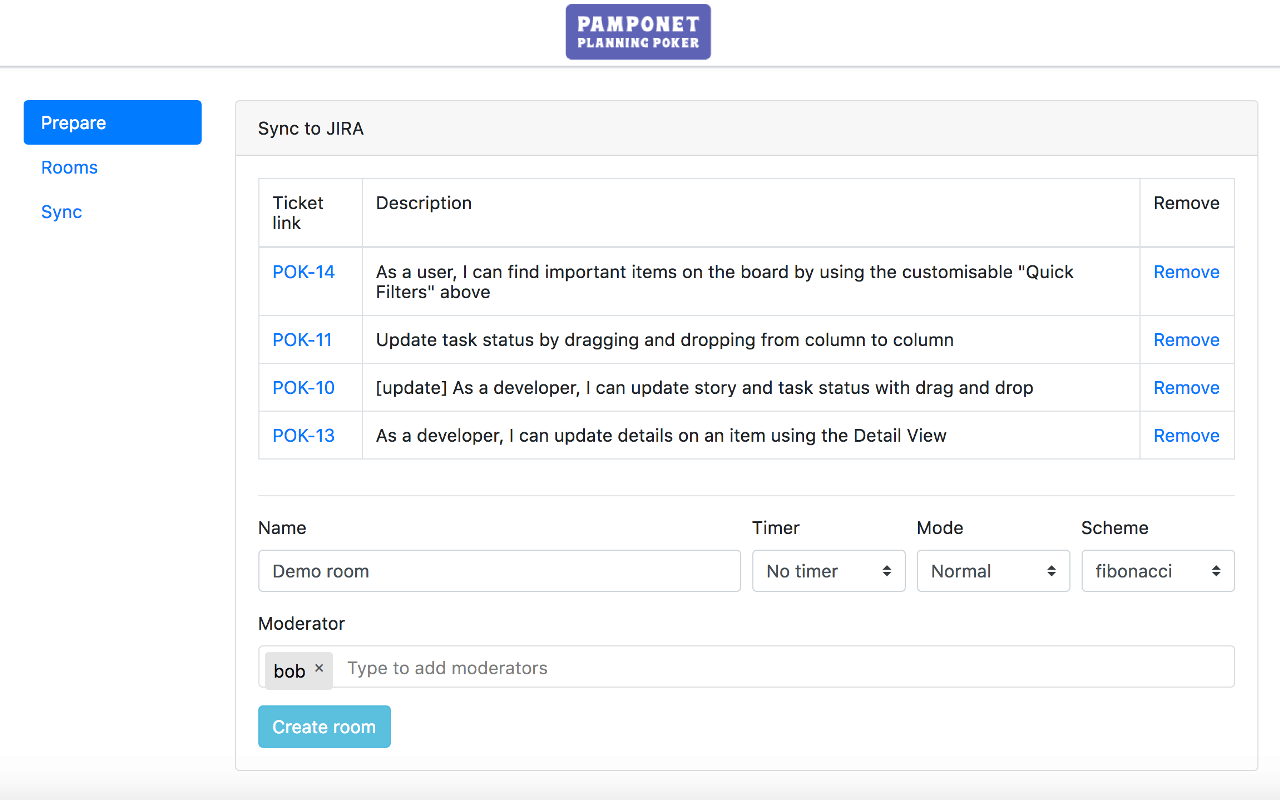 PAMPONET
PLANNING POKER
Prepare
Rooms
Sync
Sync to JIRA
Ticket link
Description
Remove
POK-14
As a user, I can find important items on the board by using the customisable "Quick
Filters" above
Remove
POK-11
Update task status by dragging and dropping from column to column
Remove
POK-10
[update] As a developer, I can update story and task status with drag and drop
Remove
POK-13
As a developer, I can update details on an item using the Detail View
Remove
Name
Timer
Mode
Scheme
Demo room
No timer
Normal
fibonacci
Moderator
bob ×
Type to add moderators
Create room